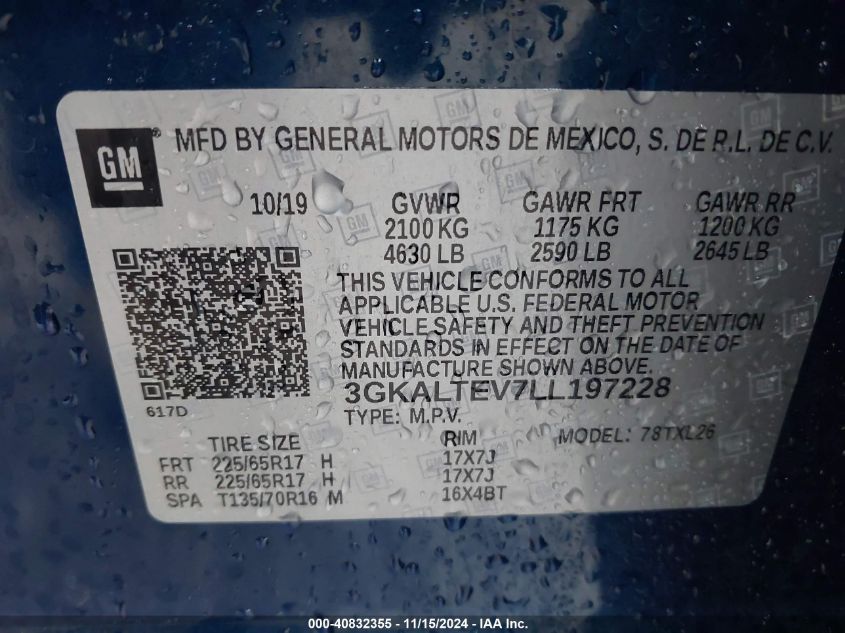 GM ® MFD BY GENERAL MOTORS DE MEXICO, S. DE R.L. DE C.V.
10/19 GVWR GAWR FRT GAWR RR
2100 KG 1175 KG 1200 KG
4630 LB 2590 LB 2645 LB
THIS VEHICLE CONFORMS TO ALL
APPLICABLE U.S. FEDERAL MOTOR
VEHICLE SAFETY AND THEFT PREVENTION
STANDARDS IN EFFECT ON THE DATE OF
MANUFACTURE SHOWN ABOVE.
617D 3GKALTEV7LL197228
TYPE: M.P.V. MODEL: 78TXL26
TIRE SIZE RIM
FRT 225/65R17 H 17X7J
RR 225/65R17 H 17X7J
SPA T135/70R16 M 16X4BT
000-40832355 - 11/15/2024 - IAA Inc.